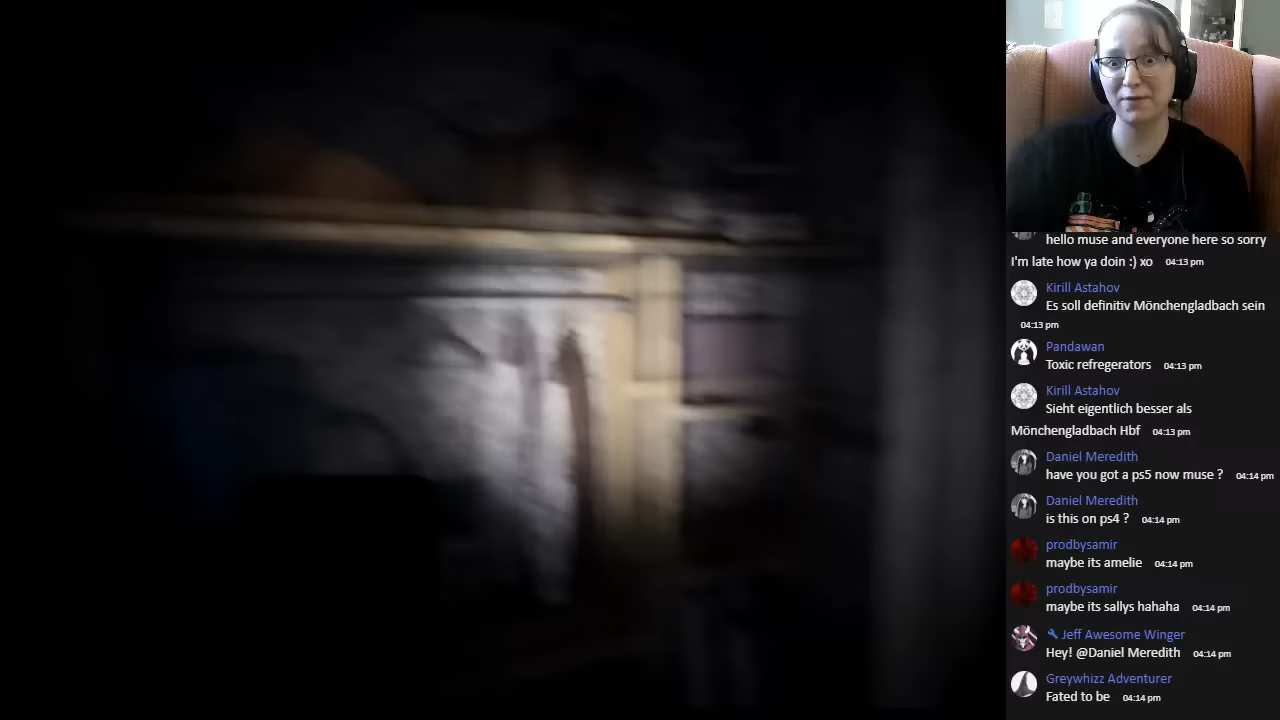 hello muse and everyone here so sorry
I'm late how ya doin :) xo 04:13 pm
Kirill Astahov
Es soll definitiv Mönchengladbach sein
04:13 pm
Pandawan
Toxic refregerators 04:13 pm
Kirill Astahov
Sieht eigentlich besser als
Mönchengladbach Hbf 04:13 pm
Daniel Meredith
have you got a ps5 now muse ? 04:14 pm
Daniel Meredith
is this on ps4 ? 04:14 pm
prodbysamir
maybe its amelie 04:14 pm
prodbysamir
maybe its sallys hahaha 04:14 pm
Jeff Awesome Winger
Hey! @Daniel Meredith 04:14 pm
Greywhizz Adventurer
Fated to be 04:14 pm